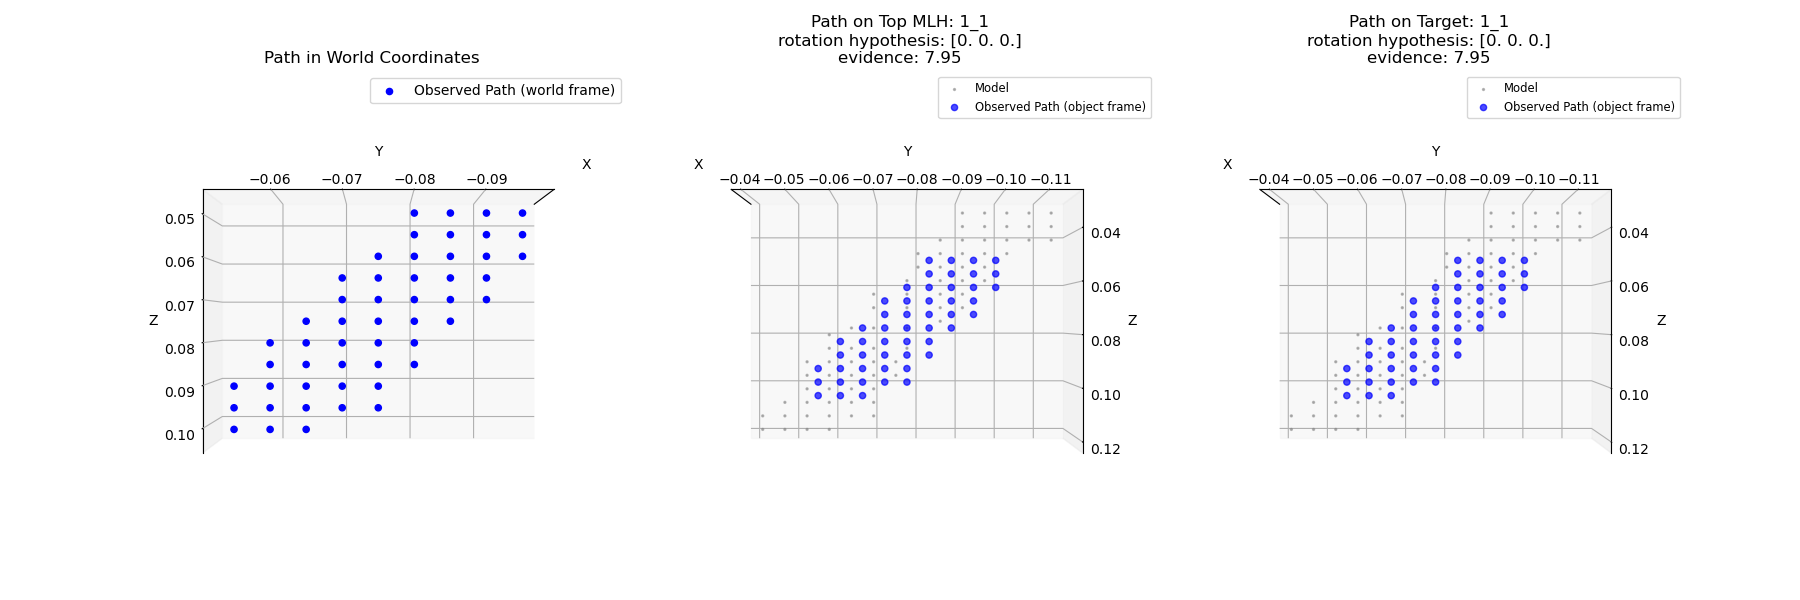 Path in World Coordinates
Observed Path (world frame)
Y
X
−0.06 −0.07 −0.08 −0.09
0.05
0.06
0.07
Z
0.08
0.09
0.10
Path on Top MLH: 1_1
rotation hypothesis: [0. 0. 0.]
evidence: 7.95
Model
Observed Path (object frame)
Y
X
−0.04 −0.05 −0.06 −0.07 −0.08 −0.09 −0.10 −0.11
0.04
0.06
Z
0.08
0.10
0.12
Path on Target: 1_1
rotation hypothesis: [0. 0. 0.]
evidence: 7.95
Model
Observed Path (object frame)
Y
X
−0.04 −0.05 −0.06 −0.07 −0.08 −0.09 −0.10 −0.11
0.04
0.06
Z
0.08
0.10
0.12